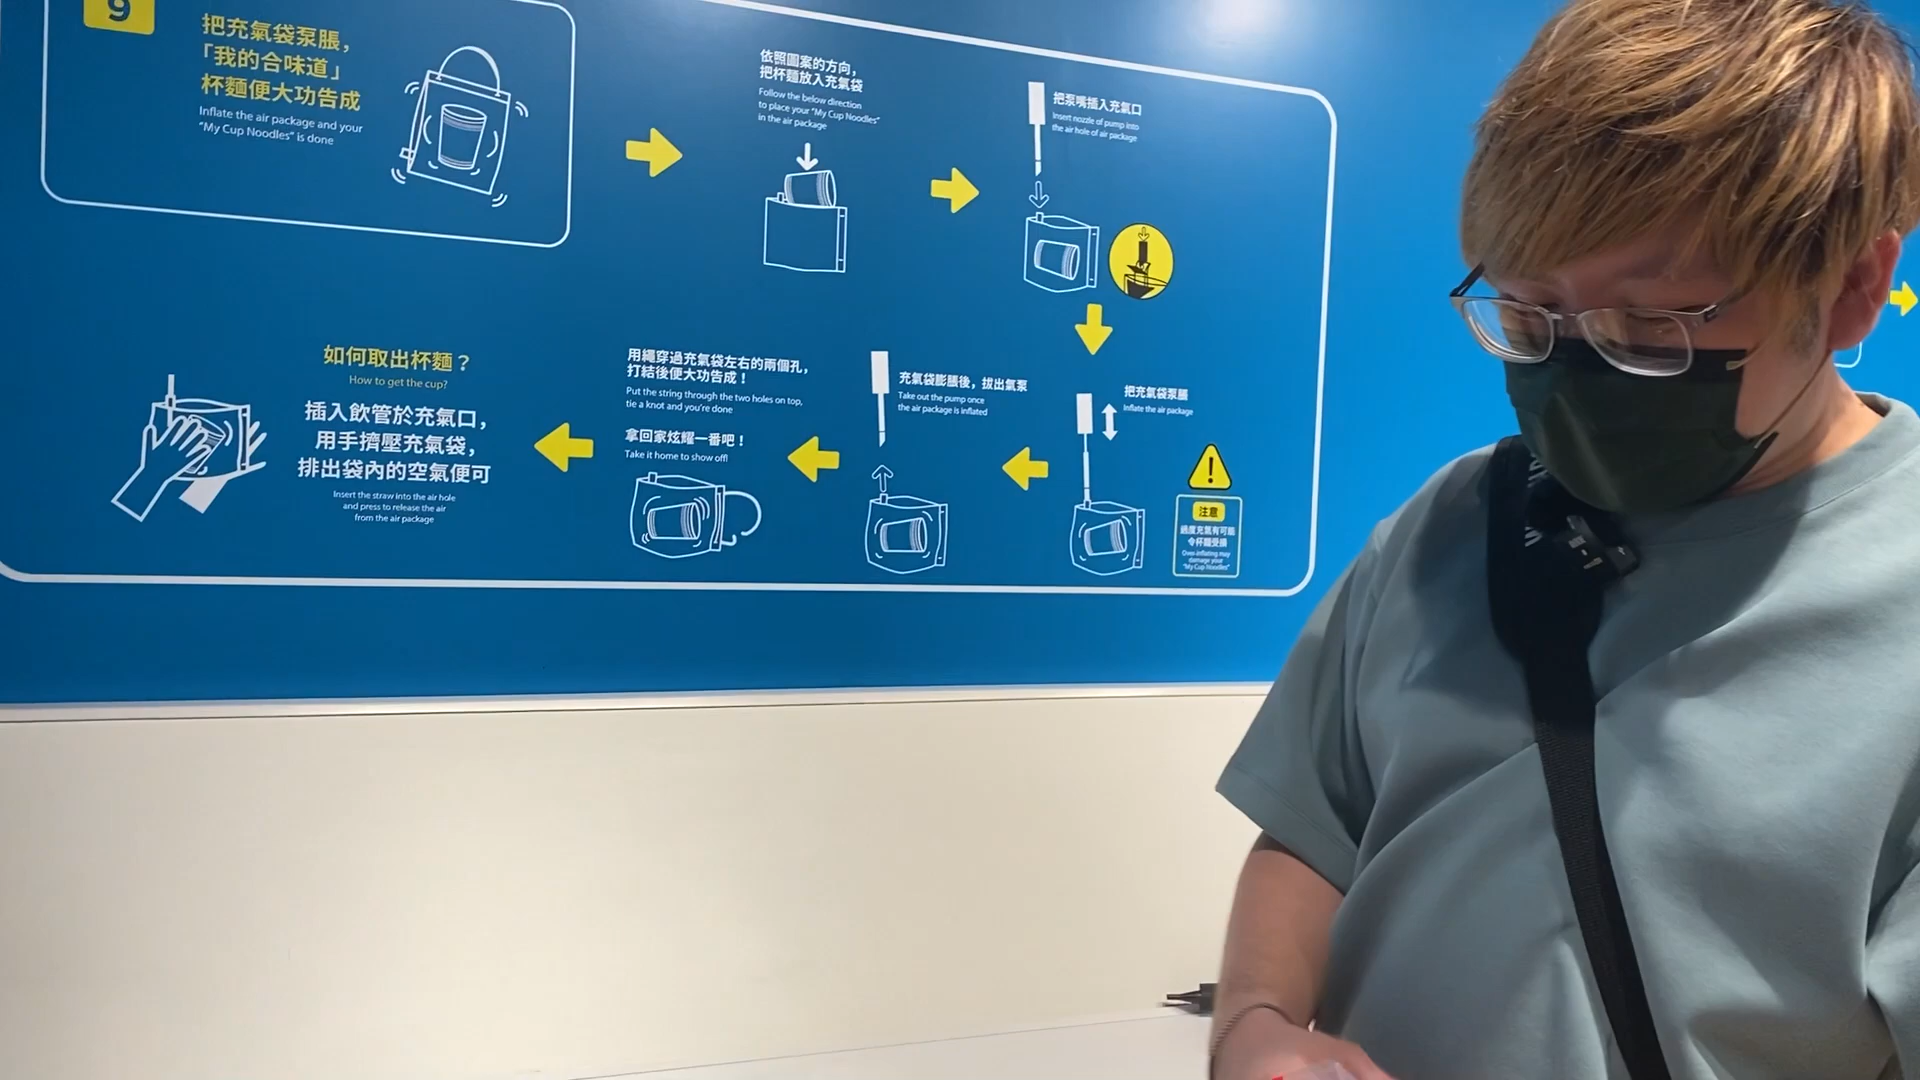 9
把充氣袋泵脹，
「我的合味道」
杯麵便大功告成
Inflate the air package and your
"My Cup Noodles" is done
依照圖案的方向，
把杯麵放入充氣袋
Follow the below direction
to place your "My Cup Noodles"
in the air package
把泵嘴插入充氣口
Insert nozzle of pump into
the air hole of air package
把充氣袋泵脹
Inflate the air package
注意
過度充氣有可能
令杯麵受損
Over-inflating may
damage your
"My Cup Noodles"
充氣袋膨脹後，拔出氣泵
Take out the pump once
the air package is inflated
用繩穿過充氣袋左右的兩個孔，
打結後便大功告成！
Put the string through the two holes on top,
tie a knot and you're done
拿回家炫耀一番吧！
Take it home to show off!
如何取出杯麵？
How to get the cup?
插入飲管於充氣口，
用手擠壓充氣袋，
排出袋內的空氣便可
Insert the straw into the air hole
and press to release the air
from the air package